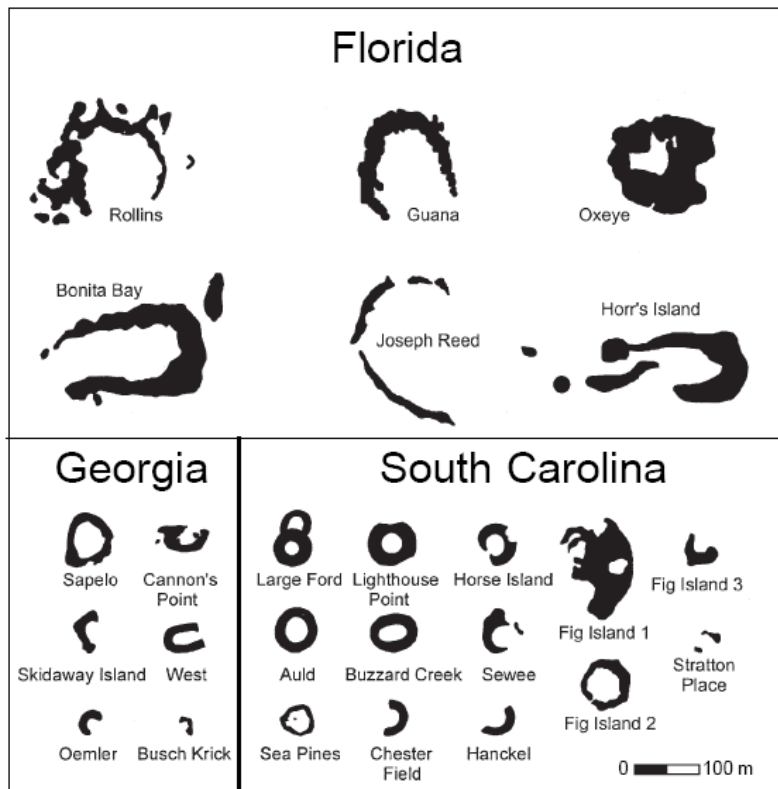 Florida
Rollins
Guana
Oxeye
Bonita Bay
Joseph Reed
Horr's Island
Georgia
Sapelo
Cannon's
Point
Skidaway Island
West
Oemler
Busch Krick
South Carolina
Large Ford
Lighthouse
Point
Horse Island
Fig Island 1
Fig Island 3
Auld
Buzzard Creek
Sewee
Stratton
Place
Fig Island 2
Sea Pines
Chester
Field
Hanckel
0 100 m